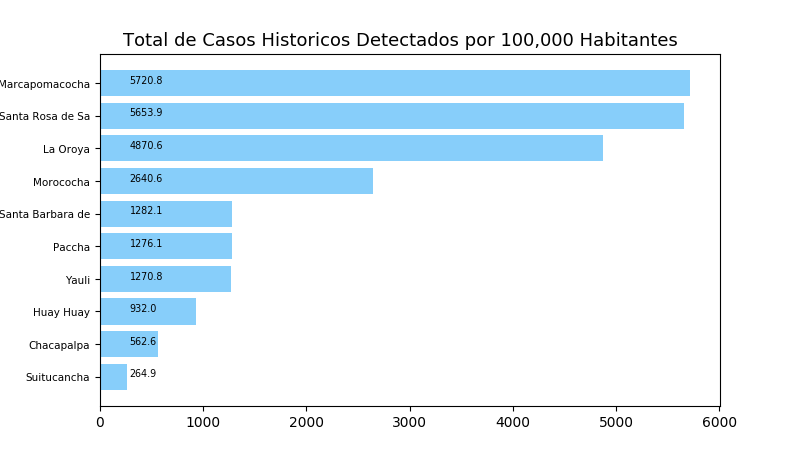 Total de Casos Historicos Detectados por 100,000 Habitantes
Marcapomacocha 5720.8
Santa Rosa de Sa 5653.9
La Oroya 4870.6
Morococha 2640.6
Santa Barbara de 1282.1
Paccha 1276.1
Yauli 1270.8
Huay Huay 932.0
Chacapalpa 562.6
Suitucancha 264.9
0 1000 2000 3000 4000 5000 6000